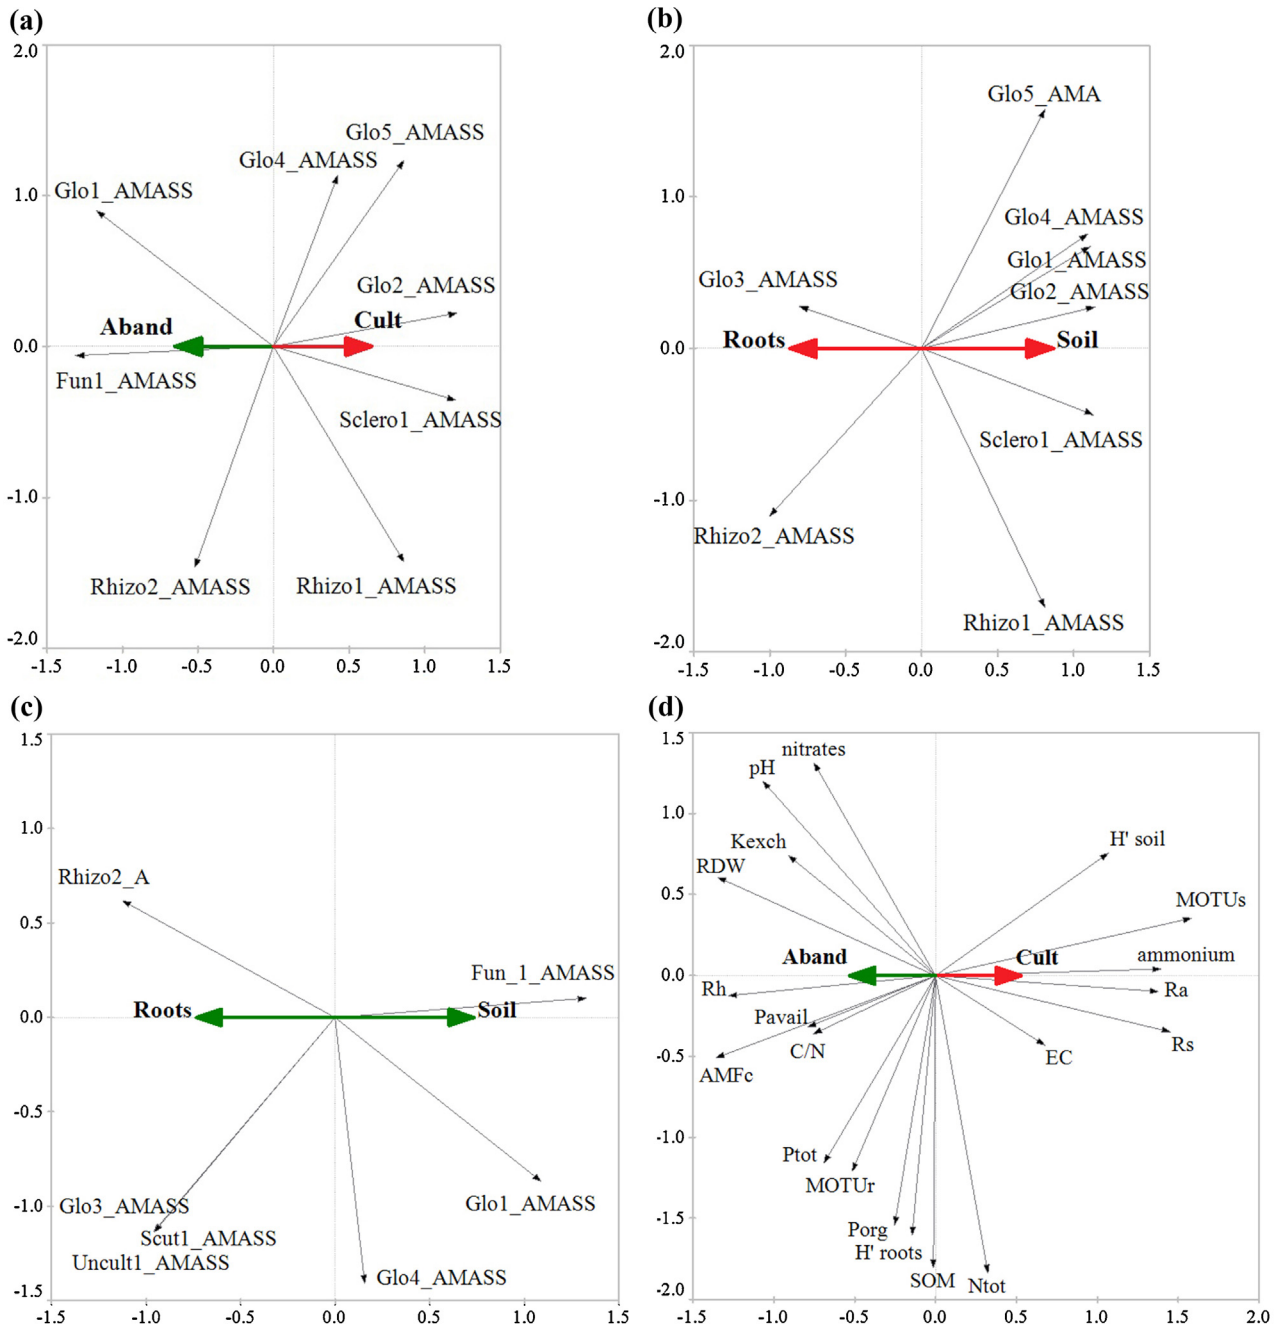 (a)
2.0
Glo5_AMASS
Glo4_AMASS
Glo1_AMASS
1.0
Glo2_AMASS
Aband
Cult
0.0
Fun1_AMASS
Sclero1_AMASS
-1.0
Rhizo2_AMASS
Rhizo1_AMASS
-2.0
-1.5 -1.0 -0.5 0.0 0.5 1.0 1.5
(b)
2.0
Glo5_AMA
1.0
Glo4_AMASS
Glo1_AMASS
Glo3_AMASS
Glo2_AMASS
Roots
Soil
0.0
Sclero1_AMASS
-1.0
Rhizo2_AMASS
Rhizo1_AMASS
-2.0
-1.5 -1.0 -0.5 0.0 0.5 1.0 1.5
(c)
1.5
1.0
Rhizo2_A
0.5
Fun_1_AMASS
Roots
Soil
0.0
-0.5
-1.0
Glo3_AMASS
Glo1_AMASS
Scut1_AMASS
Uncult1_AMASS
Glo4_AMASS
-1.5
-1.5 -1.0 -0.5 0.0 0.5 1.0 1.5
(d)
1.5
nitrates
pH
1.0
Kexch
H' soil
RDW
0.5
MOTUs
Aband
Cult
ammonium
0.0
Rh
Ra
Pavail
C/N
Rs
EC
-0.5
AMFc
-1.0
Ptot
MOTUr
-1.5
Porg
H' roots
SOM
Ntot
-2.0
-1.5 -1.0 -0.5 0.0 0.5 1.0 1.5 2.0